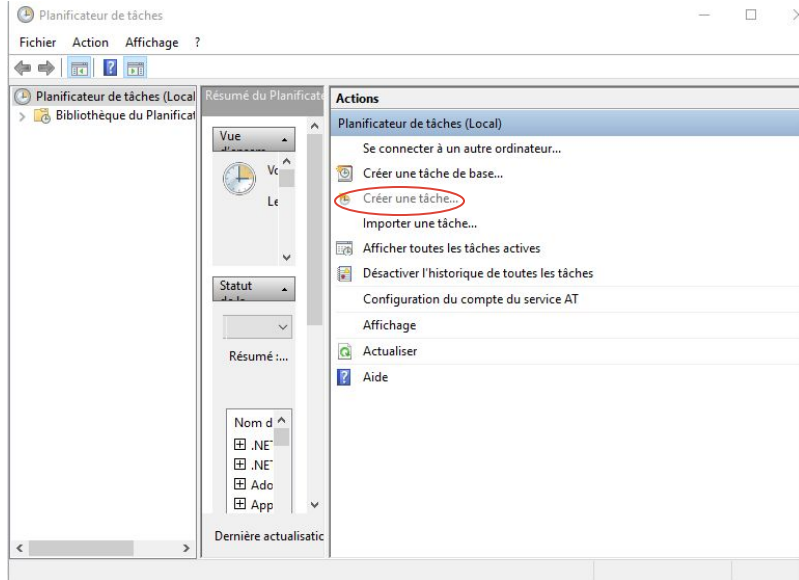 Planificateur de tâches
Fichier Action Affichage ?
Planificateur de tâches (Local
Bibliothèque du Planificat
Résumé du Planificat
Vue
Le
Statut
Résumé :...
Nom d
.NET
.NET
Ado
App
Dernière actualisatic
Actions
Planificateur de tâches (Local)
Se connecter à un autre ordinateur...
Créer une tâche de base...
Créer une tâche...
Importer une tâche...
Afficher toutes les tâches actives
Désactiver l'historique de toutes les tâches
Configuration du compte du service AT
Affichage
Actualiser
Aide